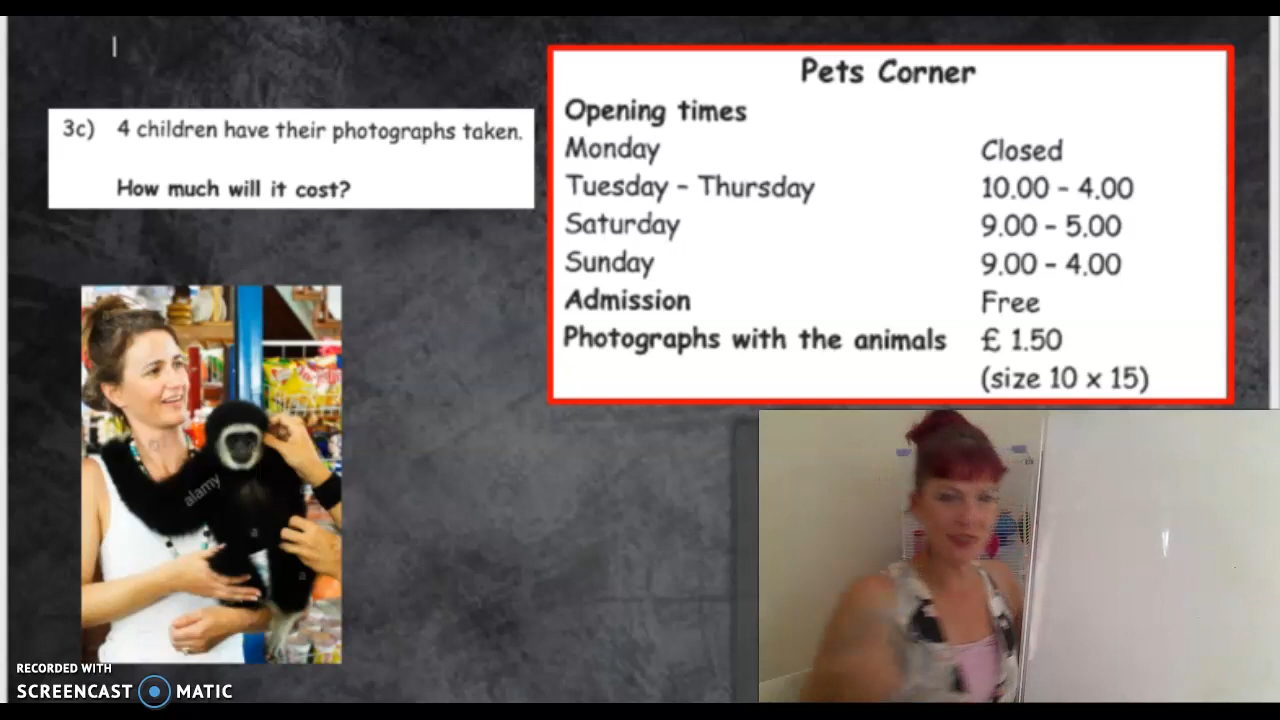 3c) 4 children have their photographs taken.
How much will it cost?
Pets Corner
Opening times
Monday Closed
Tuesday – Thursday 10.00 – 4.00
Saturday 9.00 – 5.00
Sunday 9.00 – 4.00
Admission Free
Photographs with the animals £ 1.50
(size 10 x 15)
alamy
a
a
RECORDED WITH
SCREENCAST MATIC